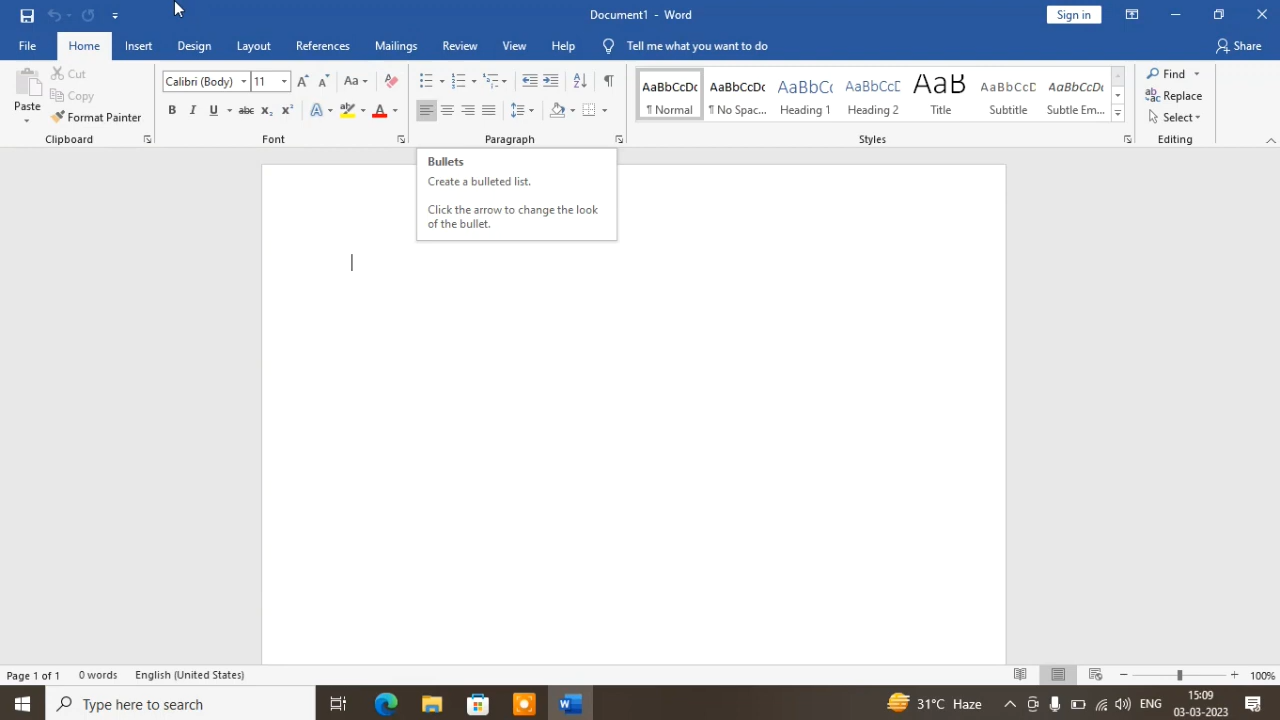 Document1 - Word
Sign in
File Home Insert Design Layout References Mailings Review View Help Tell me what you want to do Share
Paste
Cut
Copy
Format Painter
Clipboard
Calibri (Body) 11 Aa
B I U abc x₂ x² A A
Font
Paragraph
AaBbCcDc AaBbCcDc AaBbCc AaBbCcD AaB AaBbCcD AaBbCcDc
¶ Normal ¶ No Spac... Heading 1 Heading 2 Title Subtitle Subtle Em...
Styles
Find
Replace
Select
Editing
Bullets
Create a bulleted list.
Click the arrow to change the look
of the bullet.
Page 1 of 1 0 words English (United States) 100%
Type here to search
31°C Haze
ENG
15:09
03-03-2023